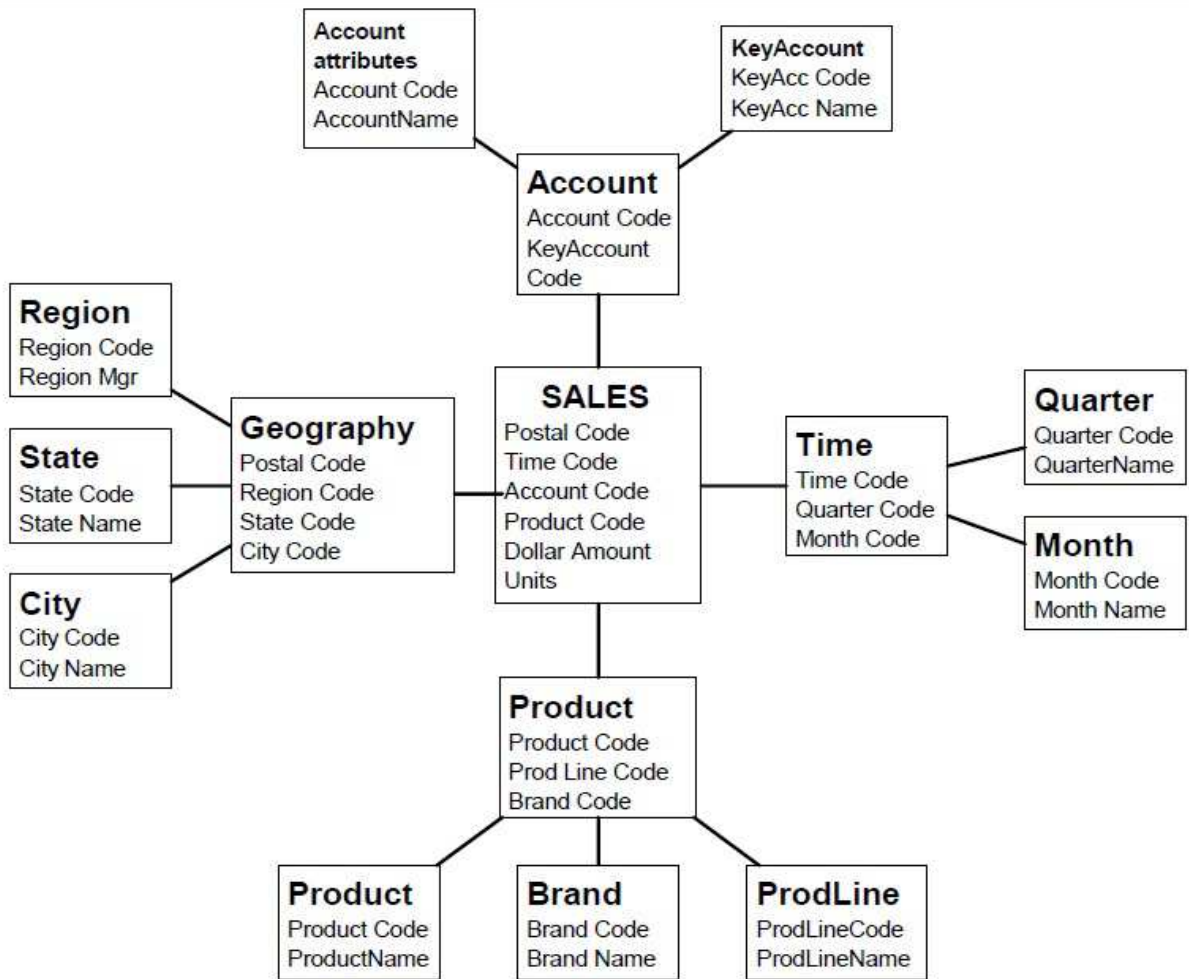 Account
attributes
Account Code
AccountName
KeyAccount
KeyAcc Code
KeyAcc Name
Account
Account Code
KeyAccount
Code
Region
Region Code
Region Mgr
State
State Code
State Name
City
City Code
City Name
Geography
Postal Code
Region Code
State Code
City Code
SALES
Postal Code
Time Code
Account Code
Product Code
Dollar Amount
Units
Time
Time Code
Quarter Code
Month Code
Quarter
Quarter Code
QuarterName
Month
Month Code
Month Name
Product
Product Code
Prod Line Code
Brand Code
Product
Product Code
ProductName
Brand
Brand Code
Brand Name
ProdLine
ProdLineCode
ProdLineName